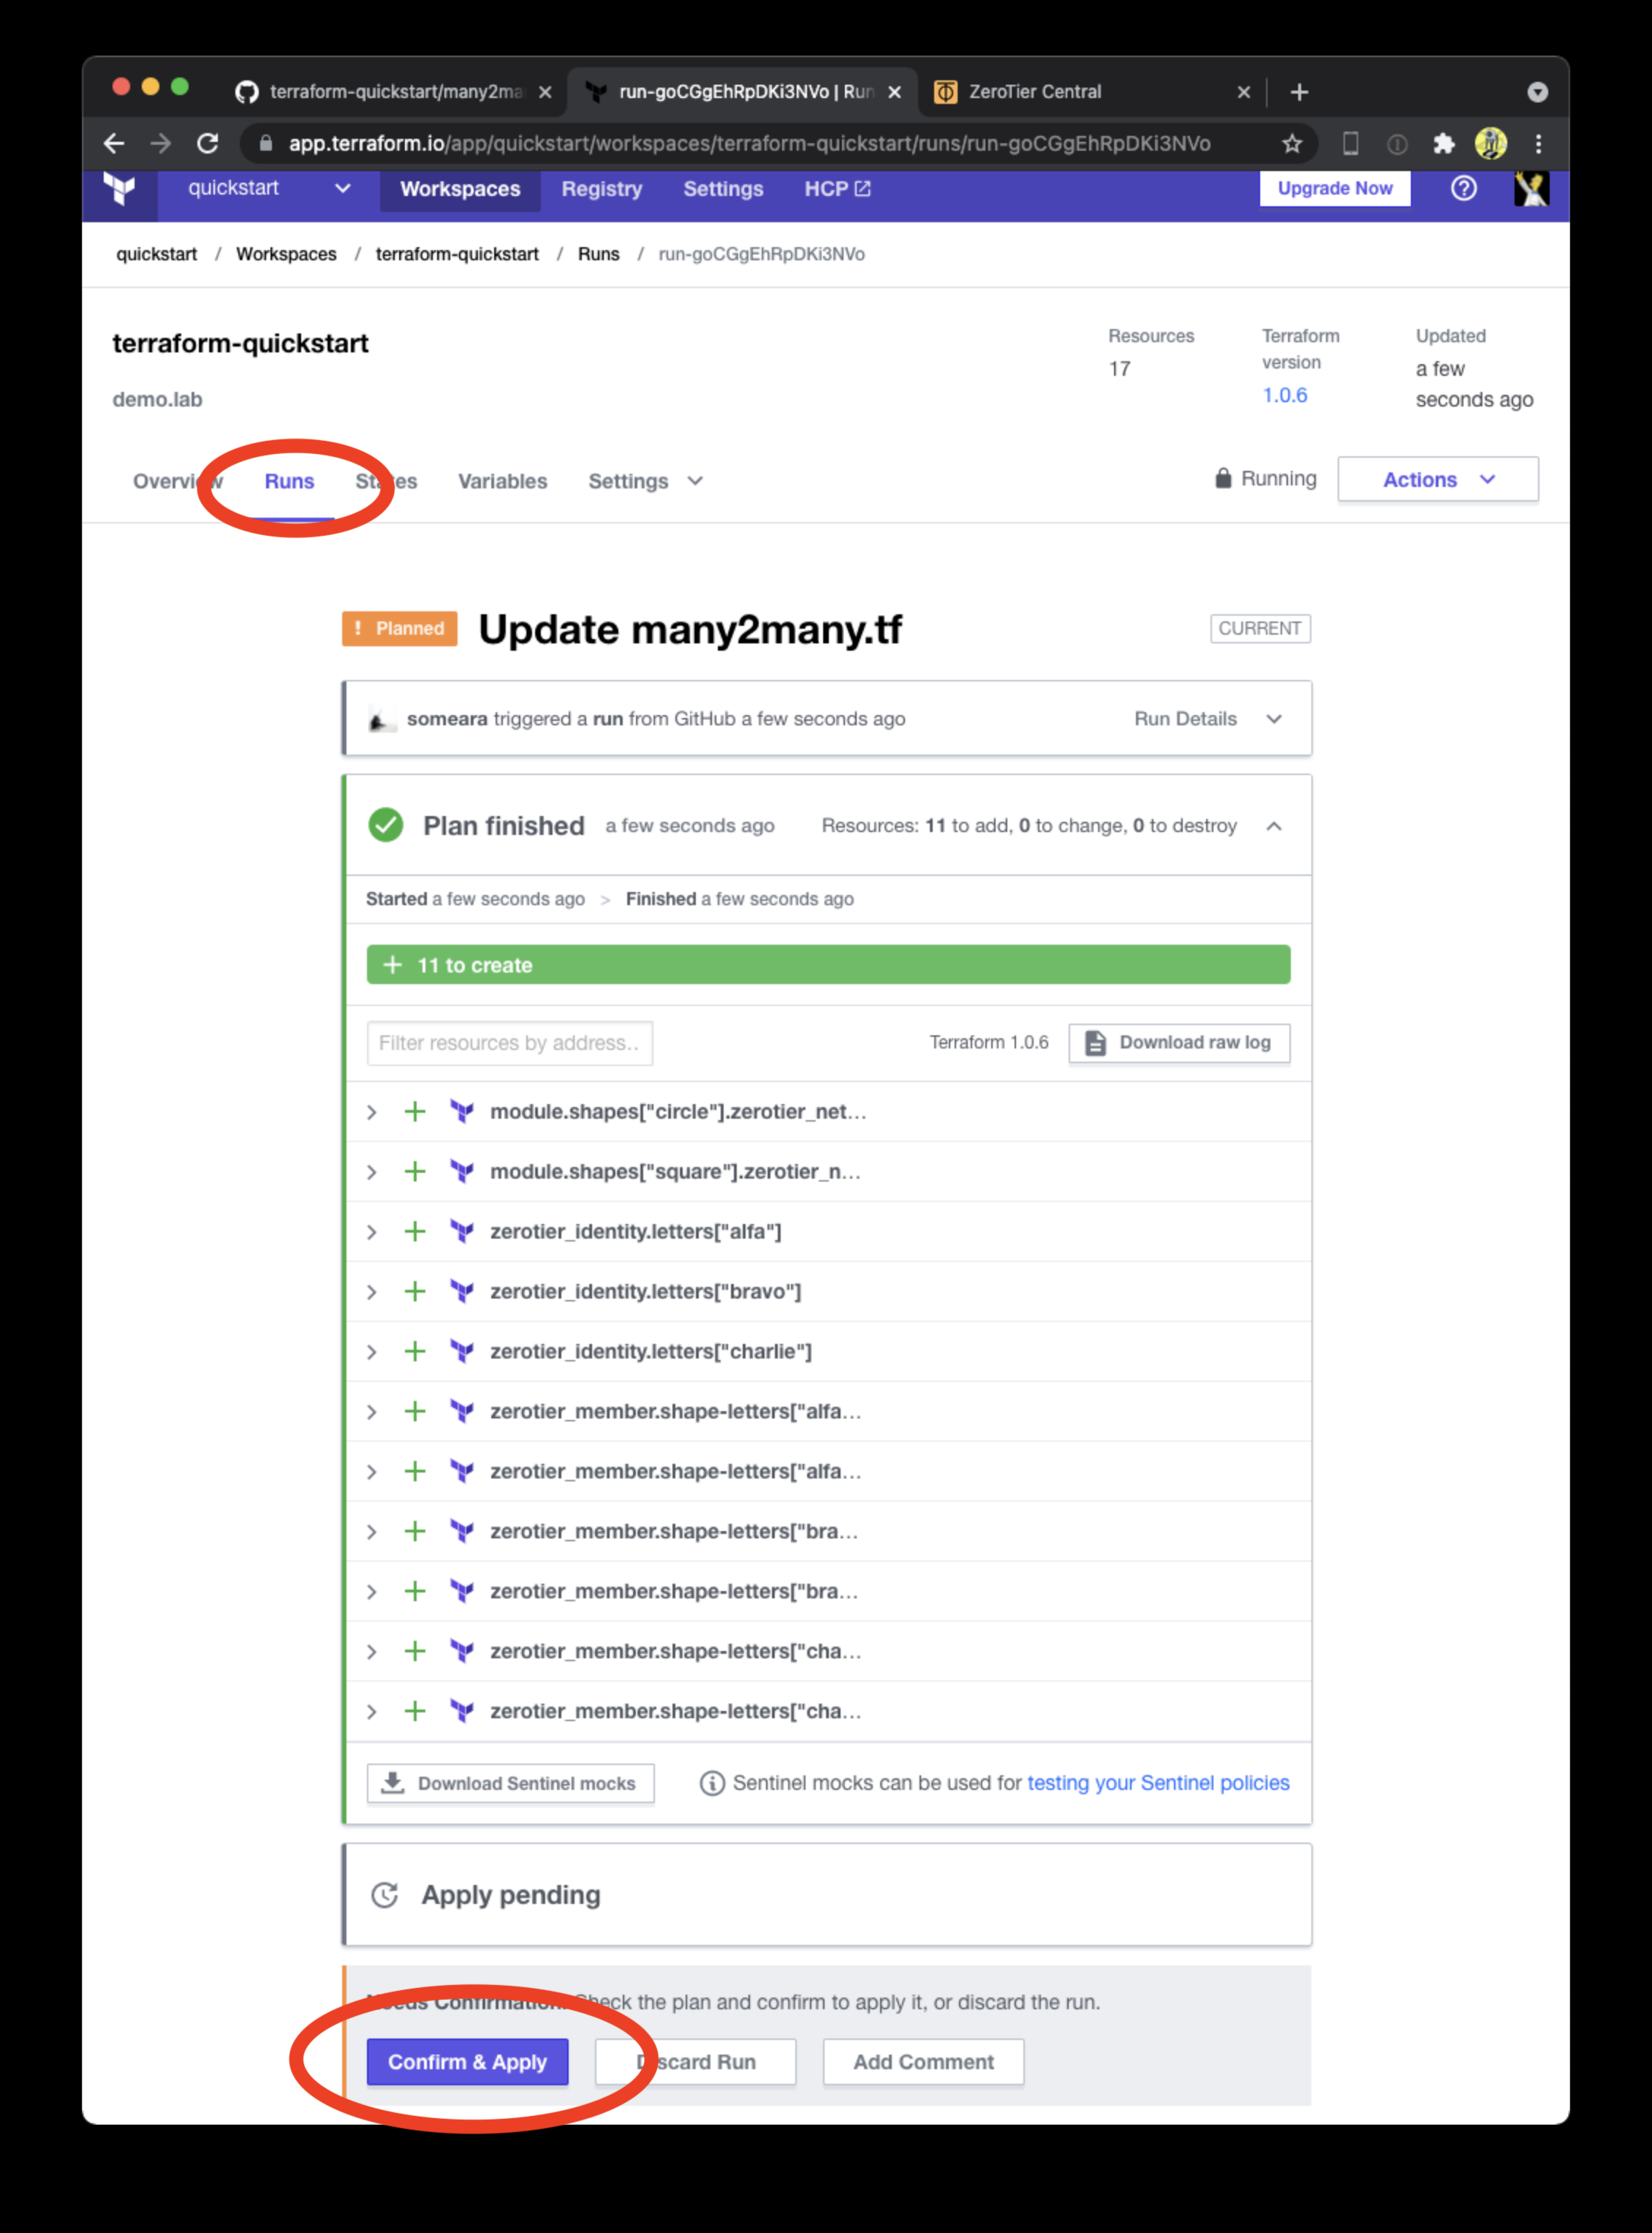 terraform-quickstart/many2ma
run-goCGgEhRpDKi3NVo | Run
ZeroTier Central
app.terraform.io/app/quickstart/workspaces/terraform-quickstart/runs/run-goCGgEhRpDKi3NVo
quickstart Workspaces Registry Settings HCP Upgrade Now
quickstart / Workspaces / terraform-quickstart / Runs / run-goCGgEhRpDKi3NVo
terraform-quickstart
demo.lab
Resources
17
Terraform
version
1.0.6
Updated
a few
seconds ago
Overview Runs States Variables Settings Running Actions
! Planned Update many2many.tf CURRENT
someara triggered a run from GitHub a few seconds ago Run Details
Plan finished a few seconds ago Resources: 11 to add, 0 to change, 0 to destroy
Started a few seconds ago > Finished a few seconds ago
+ 11 to create
Filter resources by address.. Terraform 1.0.6 Download raw log
module.shapes["circle"].zerotier_net...
module.shapes["square"].zerotier_n...
zerotier_identity.letters["alfa"]
zerotier_identity.letters["bravo"]
zerotier_identity.letters["charlie"]
zerotier_member.shape-letters["alfa...
zerotier_member.shape-letters["alfa...
zerotier_member.shape-letters["bra...
zerotier_member.shape-letters["bra...
zerotier_member.shape-letters["cha...
zerotier_member.shape-letters["cha...
Download Sentinel mocks Sentinel mocks can be used for testing your Sentinel policies
Apply pending
Needs Confirmation: Check the plan and confirm to apply it, or discard the run.
Confirm & Apply Discard Run Add Comment